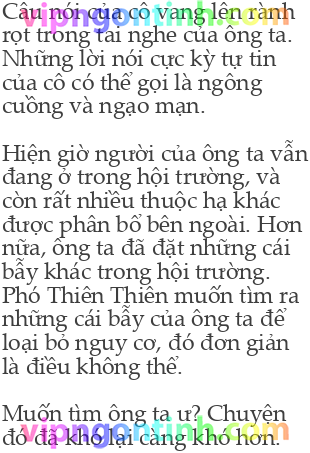 Câu nói của cô vang lên rành
rọt trong tai nghe của ông ta.
Những lời nói cực kỳ tự tin
của cô có thể gọi là ngông
cuồng và ngạo mạn.
Hiện giờ người của ông ta vẫn
đang ở trong hội trường, và
còn rất nhiều thuộc hạ khác
được phân bổ bên ngoài. Hơn
nữa, ông ta đã đặt những cái
bẫy khác trong hội trường.
Phó Thiên Thiên muốn tìm ra
những cái bẫy của ông ta để
loại bỏ nguy cơ, đó đơn giản
là điều không thể.
Muốn tìm ông ta ư? Chuyện
đó đã khó lại càng khó hơn.
vipngontinh.com
vipngontinh.com